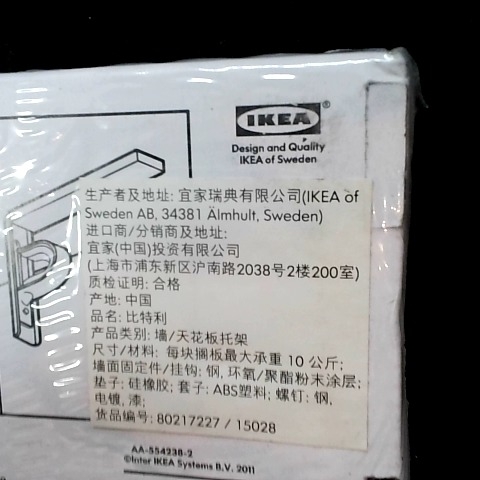 IKEA®
Design and Quality
IKEA of Sweden
生产者及地址: 宜家瑞典有限公司(IKEA of
Sweden AB, 34381 Älmhult, Sweden)
进口商/分销商及地址:
宜家(中国)投资有限公司
(上海市浦东新区沪南路2038号2楼200室)
质检证明: 合格
产地: 中国
品名: 比特利
产品类别: 墙/天花板托架
尺寸/材料: 每块搁板最大承重 10 公斤;
墙面固定件/挂钩: 钢, 环氧/聚酯粉末涂层;
垫子: 硅橡胶; 套子: ABS塑料; 螺钉: 钢,
电镀, 漆;
货品编号: 80217227 / 15028
AA-554238-2
©Inter IKEA Systems B.V. 2011